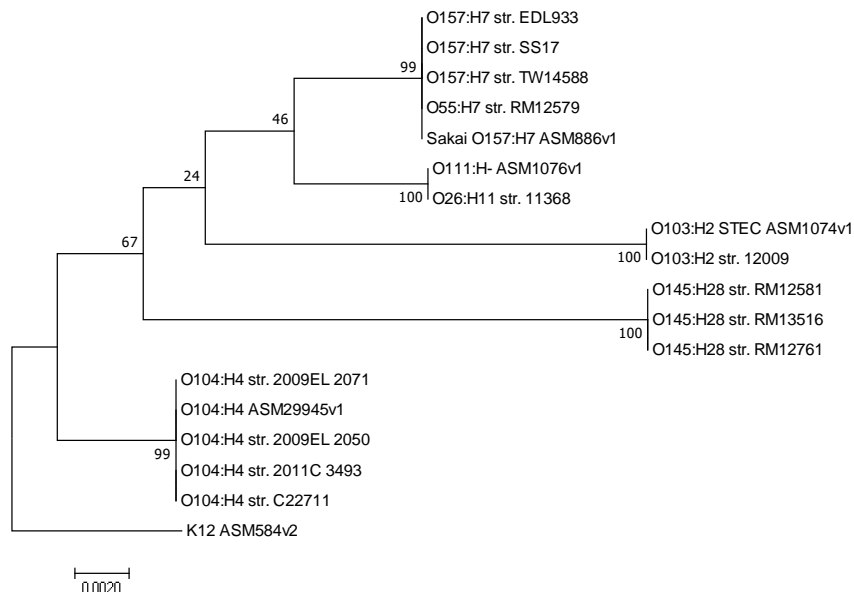 O157:H7 str. EDL933
O157:H7 str. SS17
99
O157:H7 str. TW14588
O55:H7 str. RM12579
46
Sakai O157:H7 ASM886v1
O111:H- ASM1076v1
24
100
O26:H11 str. 11368
O103:H2 STEC ASM1074v1
67
100
O103:H2 str. 12009
O145:H28 str. RM12581
O145:H28 str. RM13516
100
O145:H28 str. RM12761
O104:H4 str. 2009EL 2071
O104:H4 ASM29945v1
O104:H4 str. 2009EL 2050
99
O104:H4 str. 2011C 3493
O104:H4 str. C22711
K12 ASM584v2
0.0020